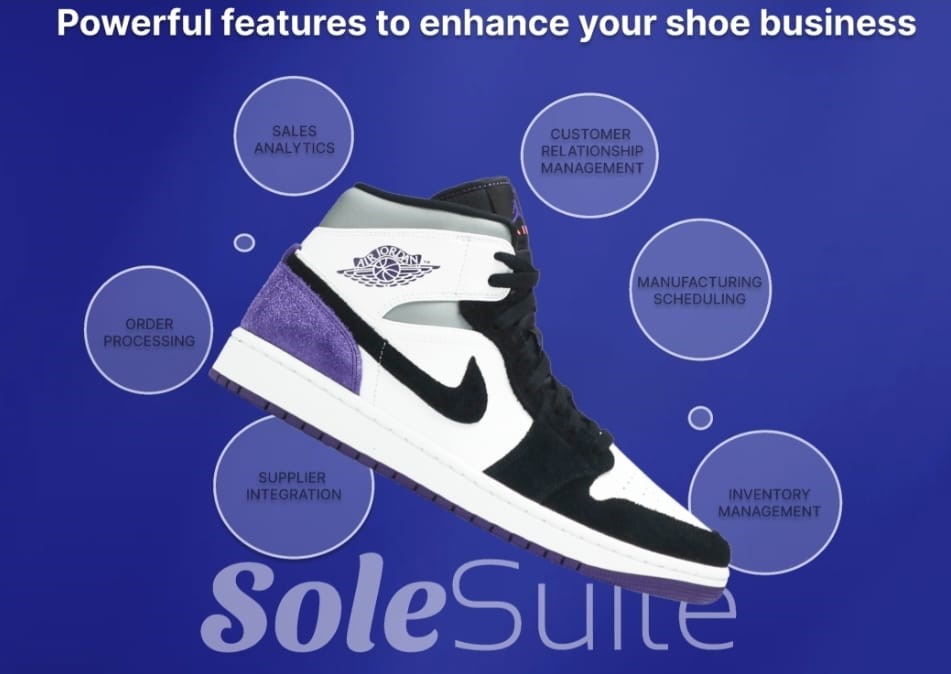 Powerful features to enhance your shoe business
SALES
ANALYTICS
CUSTOMER
RELATIONSHIP
MANAGEMENT
AIR JORDAN
MANUFACTURING
SCHEDULING
ORDER
PROCESSING
SUPPLIER
INTEGRATION
INVENTORY
MANAGEMENT
SoleSuite